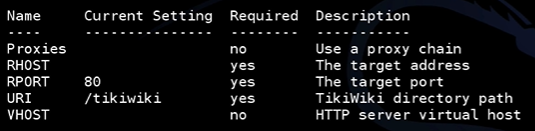 Name Current Setting Required Description
---- --------------- -------- -----------
Proxies no Use a proxy chain
RHOST yes The target address
RPORT 80 yes The target port
URI /tikiwiki yes TikiWiki directory path
VHOST no HTTP server virtual host